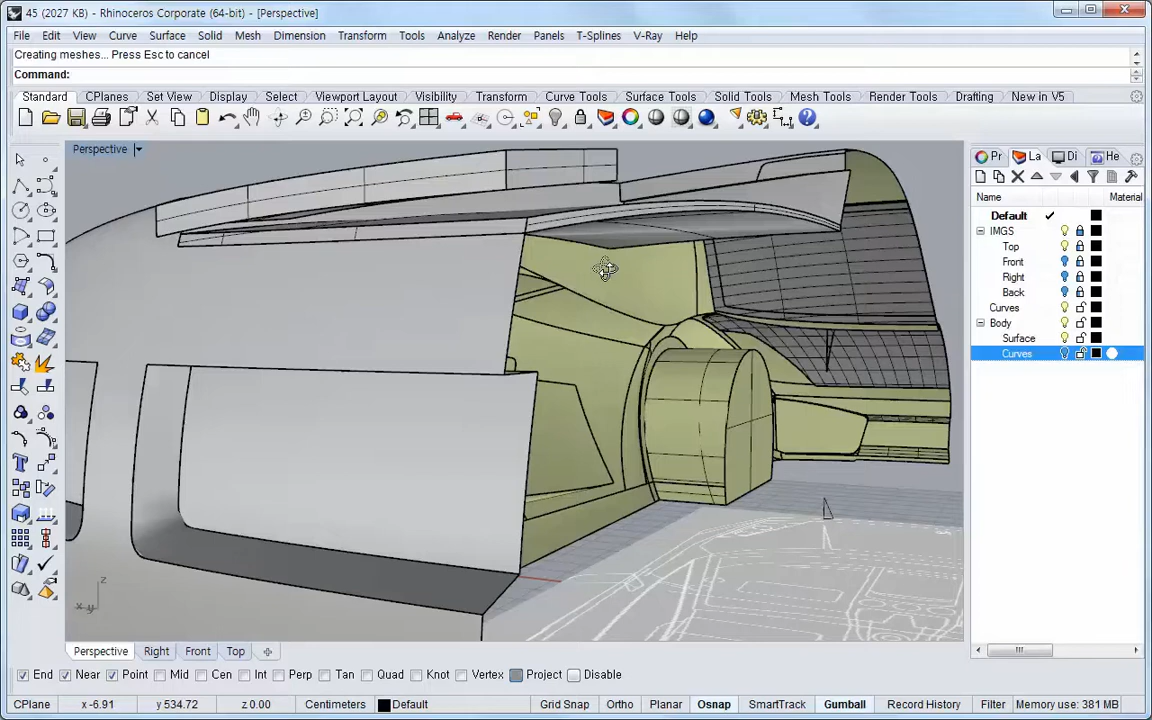 45 (2027 KB) - Rhinoceros Corporate (64-bit) - [Perspective]
File Edit View Curve Surface Solid Mesh Dimension Transform Tools Analyze Render Panels T-Splines V-Ray Help
Creating meshes... Press Esc to cancel
Command:
Standard CPlanes Set View Display Select Viewport Layout Visibility Transform Curve Tools Surface Tools Solid Tools Mesh Tools Render Tools Drafting New in V5
Perspective
Pr La Di He
Name Material
Default
IMGS
Top
Front
Right
Back
Curves
Body
Surface
Curves
z
x y
Perspective Right Front Top
End Near Point Mid Cen Int Perp Tan Quad Knot Vertex Project Disable
CPlane x -6.91 y 534.72 z 0.00 Centimeters Default Grid Snap Ortho Planar Osnap SmartTrack Gumball Record History Filter Memory use: 381 MB